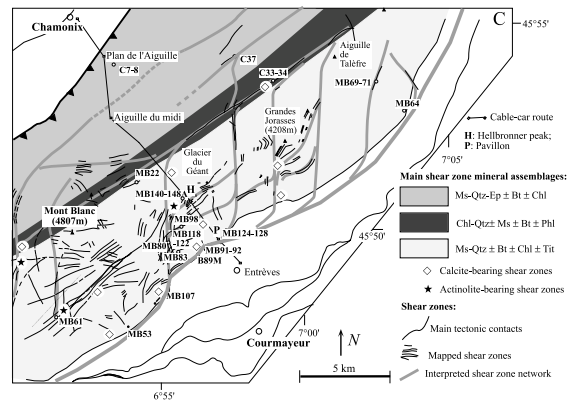 C
45°55'
Chamonix
Plan de l'Aiguille
C7-8
C37
Aiguille
de
Talèfre
C33-34
MB69-71
MB64
Aiguille du midi
Grandes
Jorasses
(4208m)
Glacier
du
Géant
MB22
MB140-148A
H
Mont Blanc
(4807m)
MB98
MB118
-122
P
MB124-128
MB80
MB91-92
MB83
B89M
Entrèves
MB107
MB61
MB53
Courmayeur
7°05'
45°50'
7°00'
6°55'
N
5 km
Cable-car route
H: Hellbronner peak;
P: Pavillon
Main shear zone mineral assemblages:
Ms-Qtz-Ep ± Bt ± Chl
Chl-Qtz± Ms ± Bt ± Phl
Ms-Qtz ± Bt ± Chl ± Tit
Calcite-bearing shear zones
Actinolite-bearing shear zones
Shear zones:
Main tectonic contacts
Mapped shear zones
Interpreted shear zone network